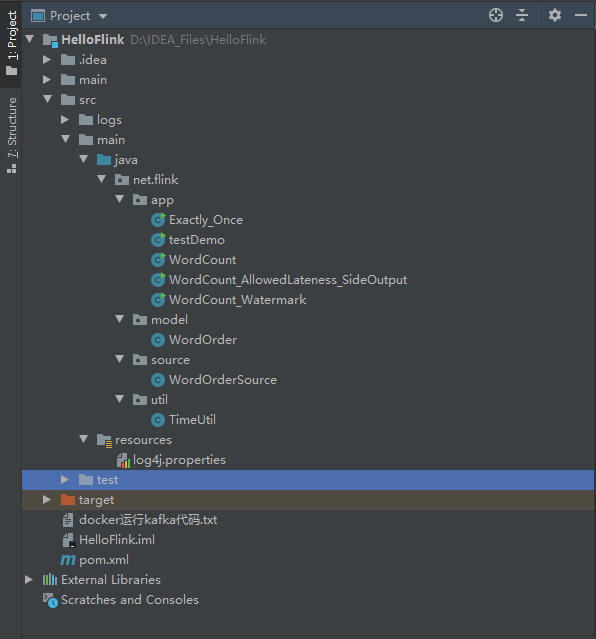 Project
1: Project
7: Structure
HelloFlink D:\IDEA_Files\HelloFlink
.idea
main
src
logs
main
java
net.flink
app
Exactly_Once
testDemo
WordCount
WordCount_AllowedLateness_SideOutput
WordCount_Watermark
model
WordOrder
source
WordOrderSource
util
TimeUtil
resources
log4j.properties
test
target
docker运行kafka代码.txt
HelloFlink.iml
pom.xml
External Libraries
Scratches and Consoles